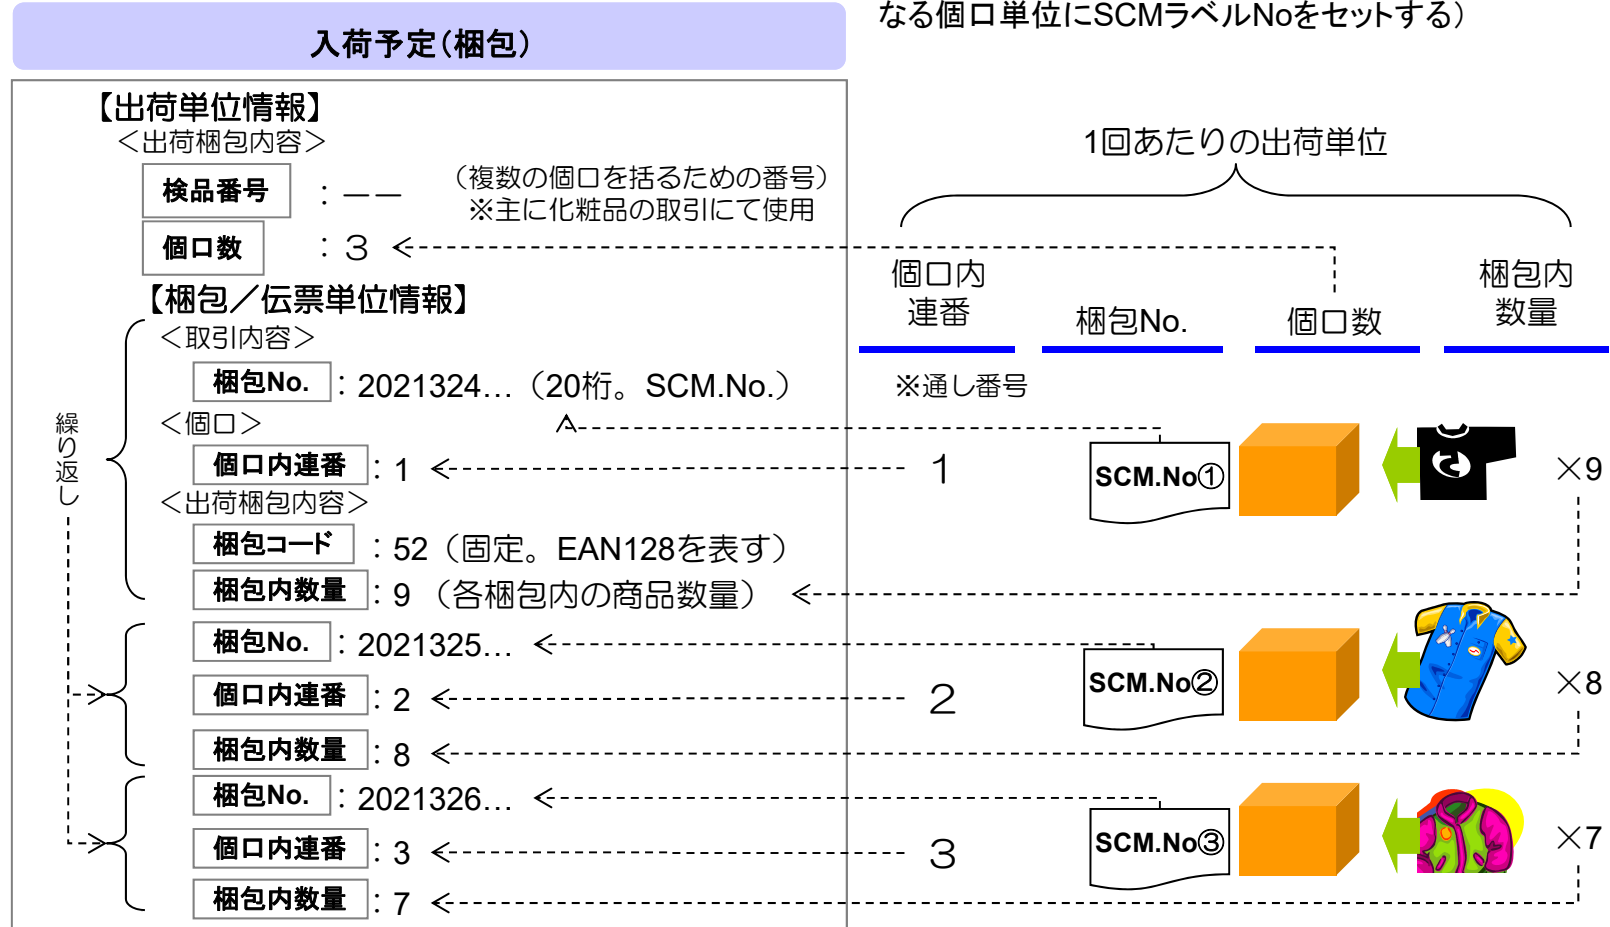 なる個口単位にSCMラベルNoをセットする）
入荷予定（梱包）
【出荷単位情報】
＜出荷梱包内容＞
検品番号 ：－－ （複数の個口を括るための番号）
※主に化粧品の取引にて使用
個口数 ：3
【梱包／伝票単位情報】
＜取引内容＞
梱包No. ：2021324…（20桁。SCM.No.）
＜個口＞
個口内連番 ：1
＜出荷梱包内容＞
梱包コード ：52（固定。EAN128を表す）
梱包内数量 ：9 （各梱包内の商品数量）
梱包No. ：2021325…
個口内連番 ：2
梱包内数量 ：8
梱包No. ：2021326…
個口内連番 ：3
梱包内数量 ：7
繰り返し
1回あたりの出荷単位
個口内
連番
梱包No.
個口数
梱包内
数量
※通し番号
1 SCM.No① ×9
2 SCM.No② ×8
3 SCM.No③ ×7